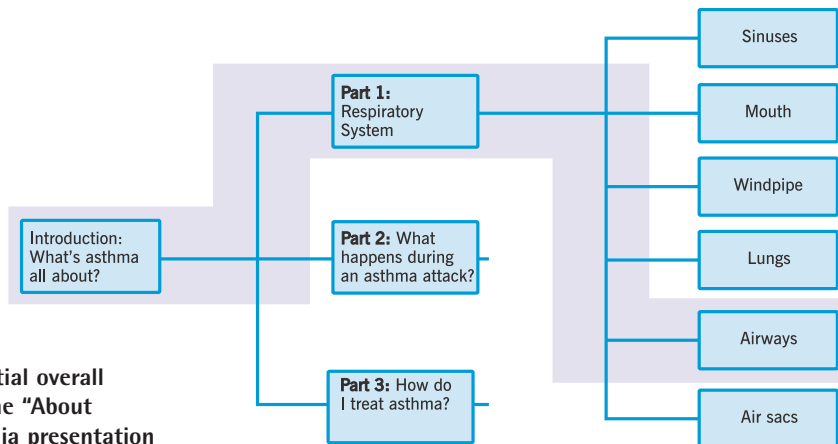 Sinuses
Part 1:
Respiratory
System
Mouth
Windpipe
Introduction:
What's asthma
all about?
Part 2: What
happens during
an asthma attack?
Lungs
Airways
Part 3: How do
I treat asthma?
Air sacs
tial overall
ne "About
ia presentation